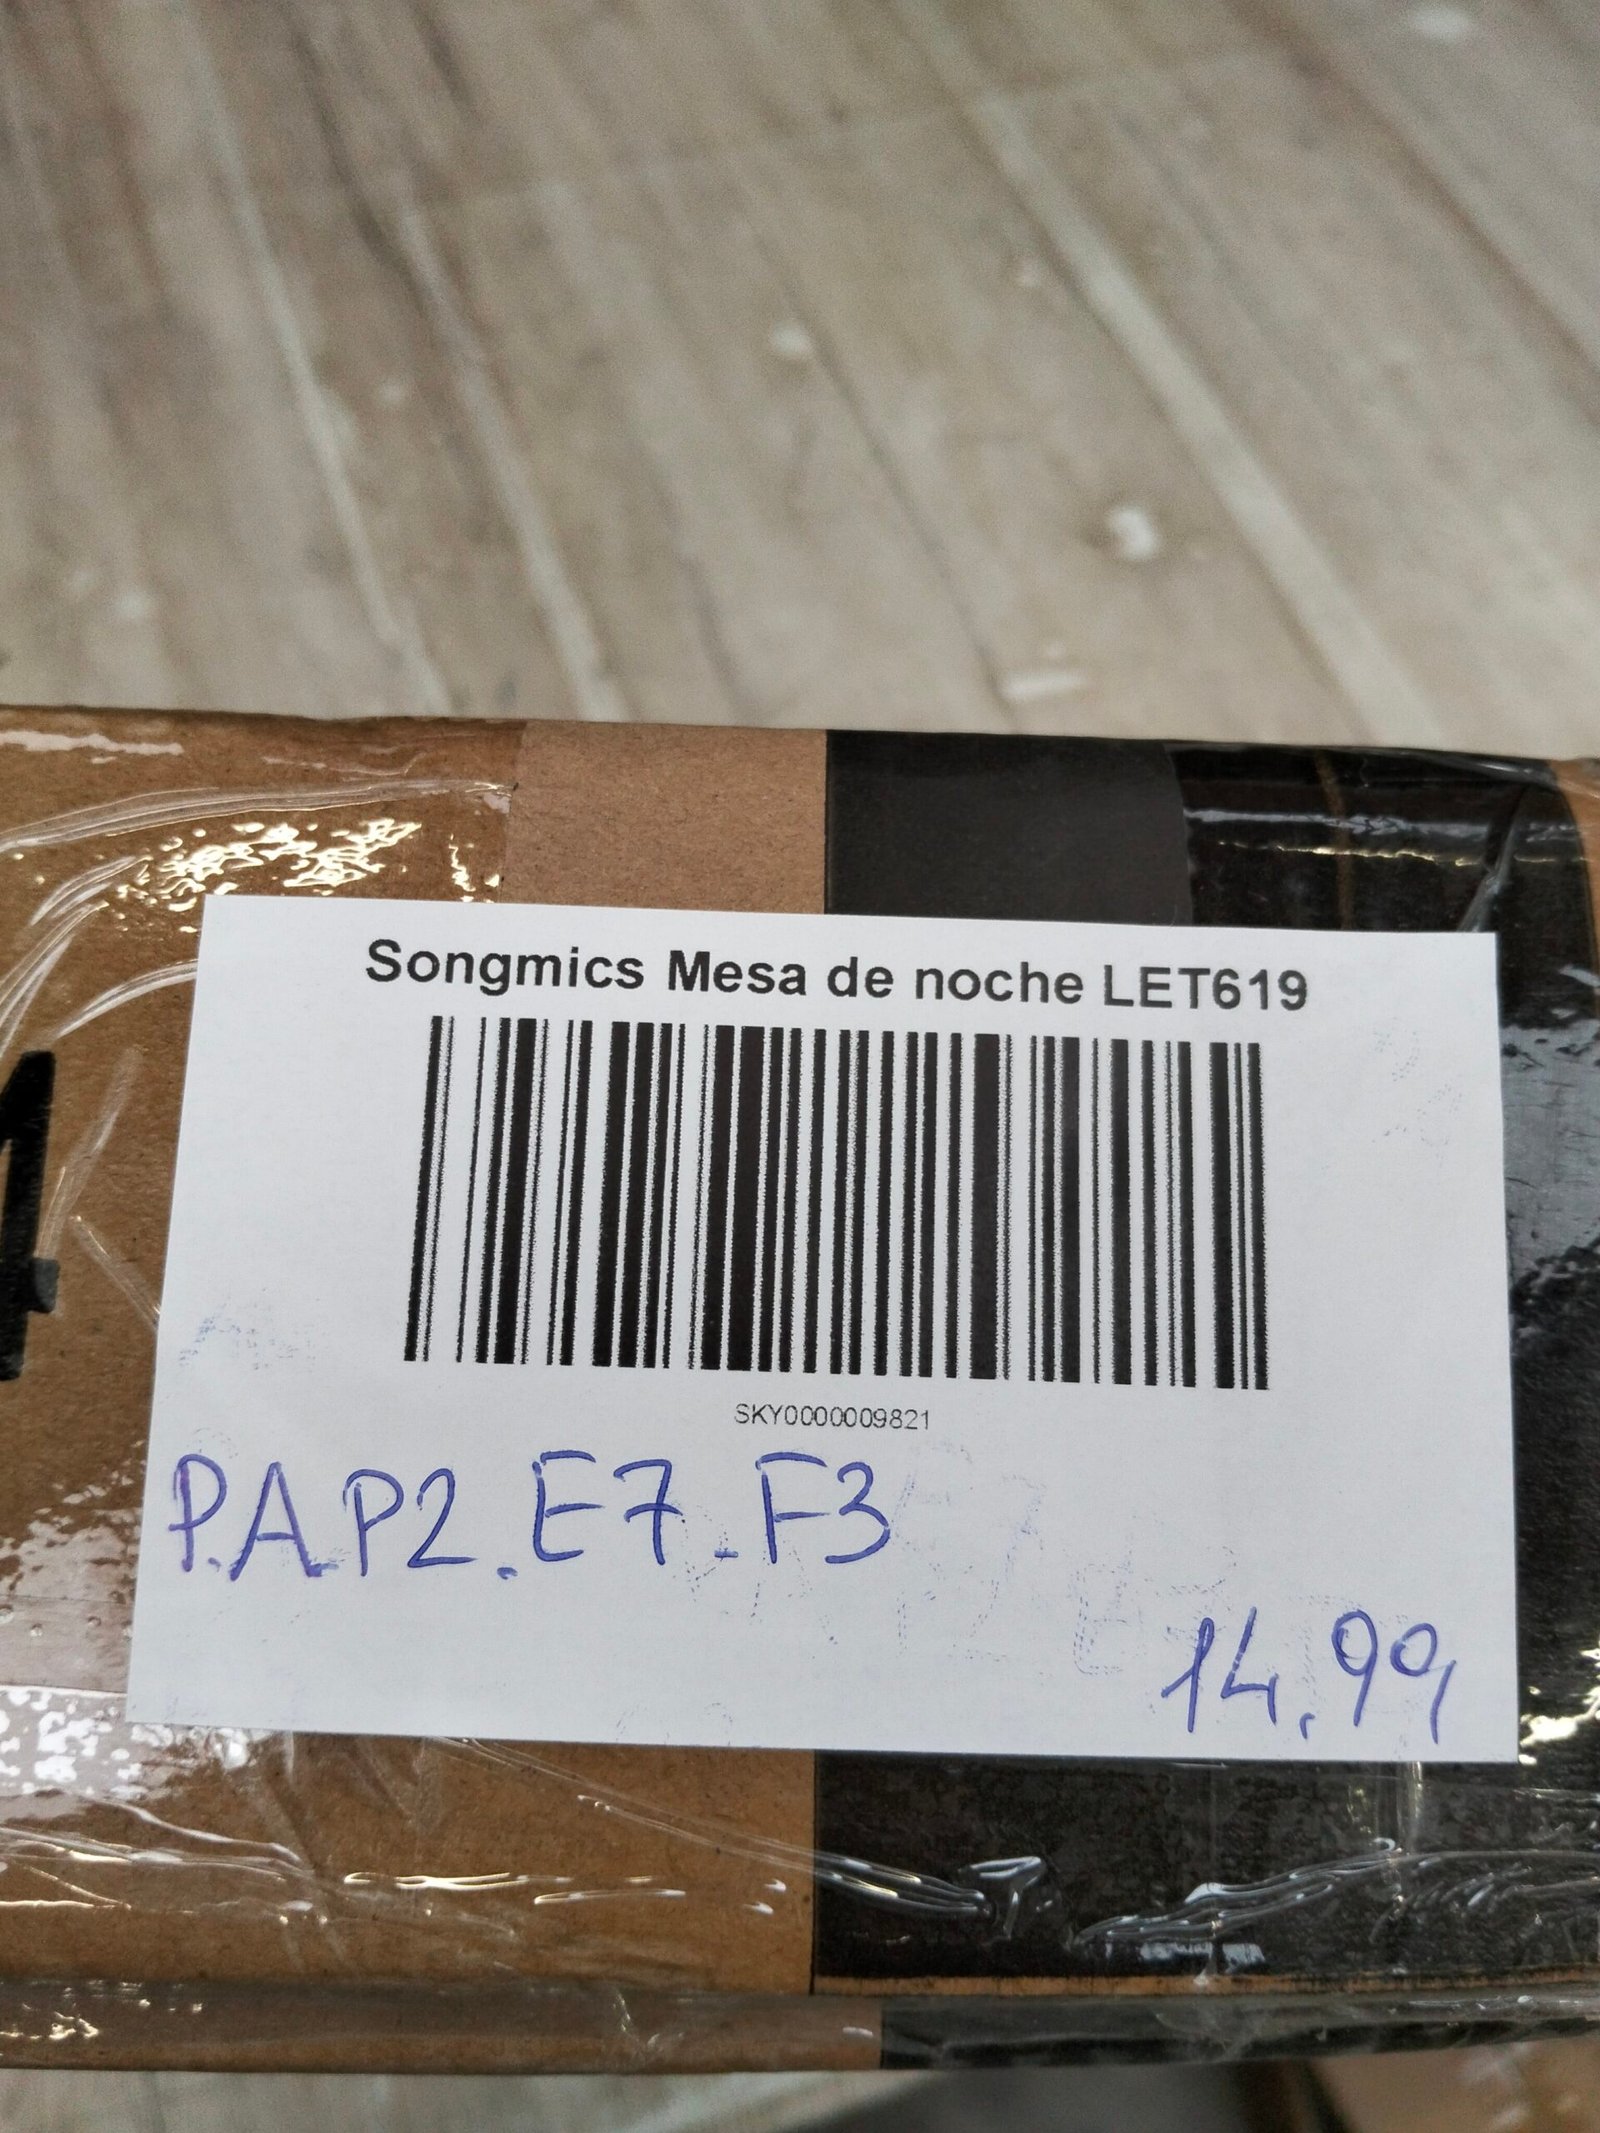 Songmics Mesa de noche LET619
SKY0000009821
P.A.P2.E7.F3
14.99